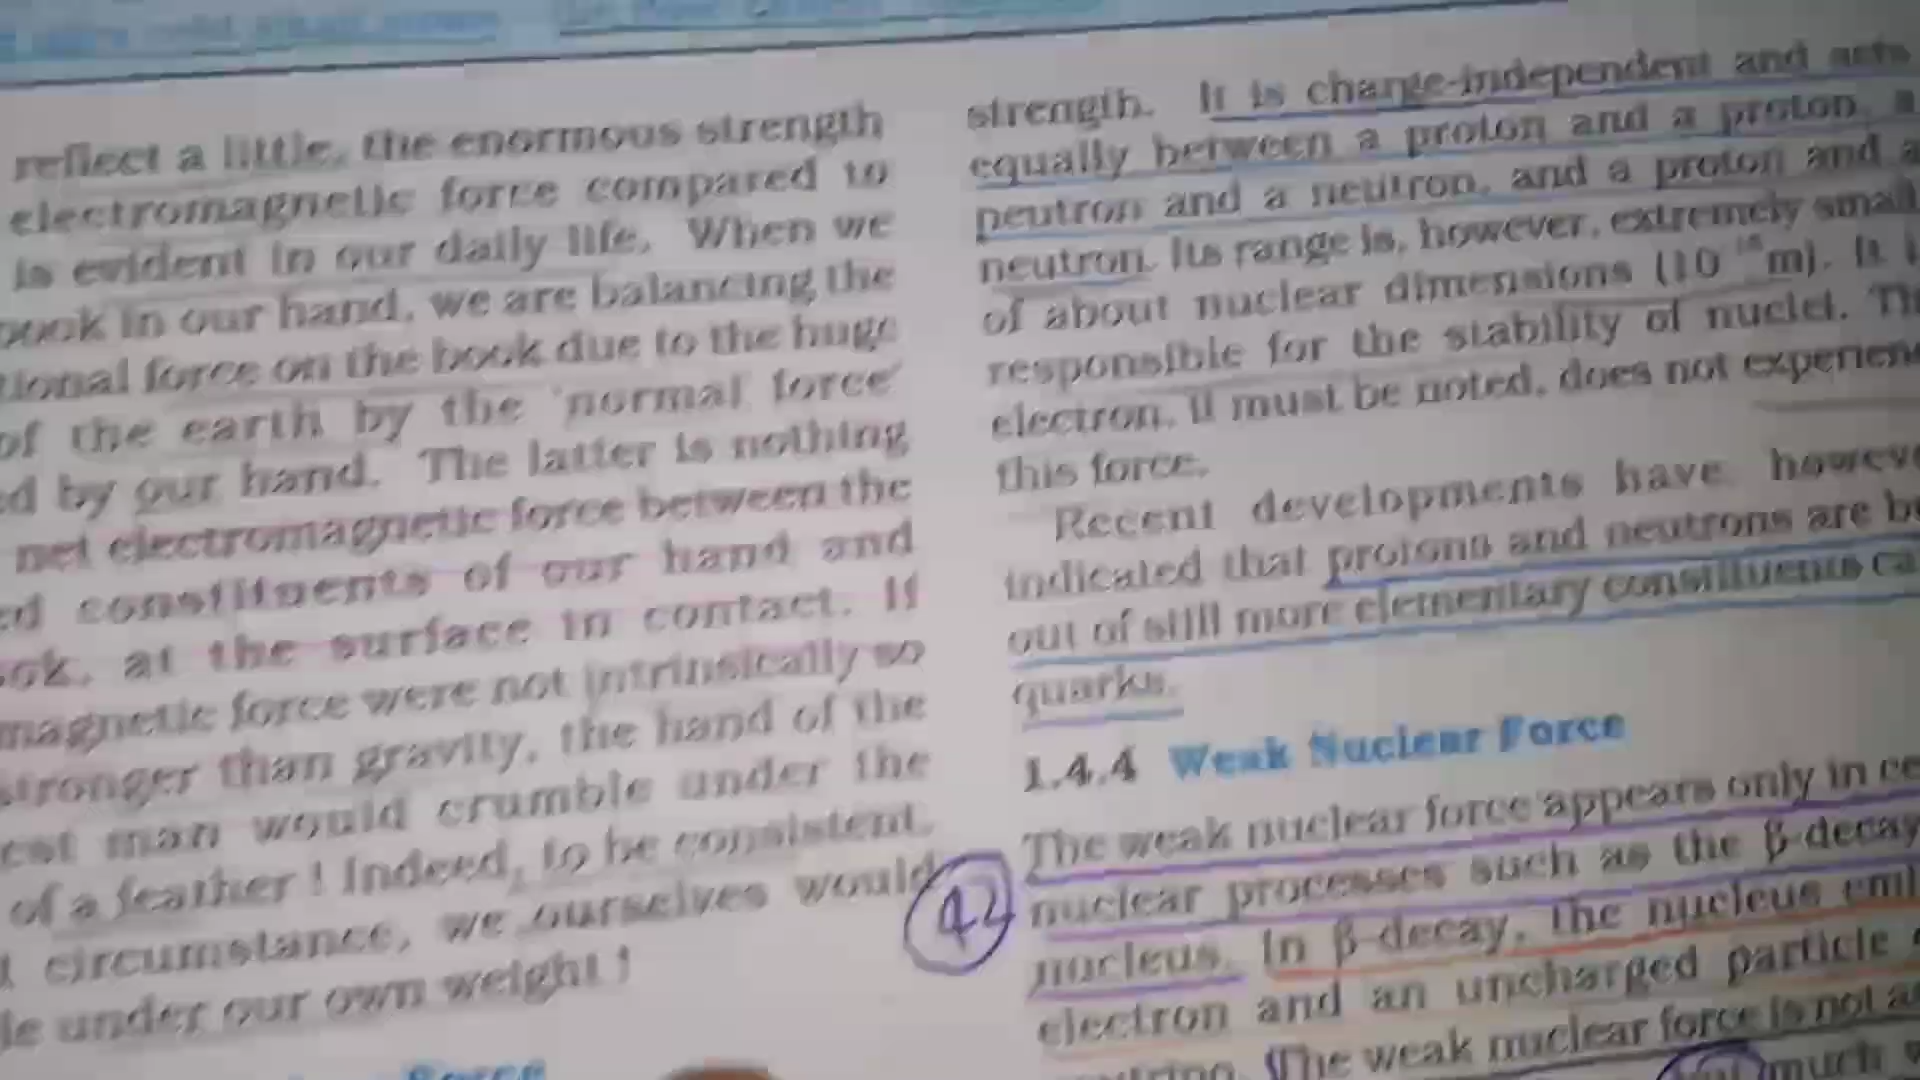 reflect a little, the enormous strength
electromagnetic force compared to
is evident in our daily life. When we
book in our hand, we are balancing the
tional force on the book due to the huge
of the earth by the 'normal force'
ed by our hand. The latter is nothing
net electromagnetic force between the
ed constituents of our hand and
ok, at the surface in contact. If
magnetic force were not intrinsically so
stronger than gravity, the hand of the
est man would crumble under the
of a feather ! Indeed, to be consistent,
circumstance, we ourselves would
le under our own weight !
Force
strength. It is charge-independent and acts
equally between a proton and a proton, a
neutron and a neutron, and a proton and a
neutron. Its range is, however, extremely small,
of about nuclear dimensions (10 m). It i
responsible for the stability of nuclei. Th
electron, it must be noted, does not experienc
this force.
Recent developments have howeve
indicated that protons and neutrons are bu
out of still more elementary constituents ca
quarks.
1.4.4 Weak Nuclear Force
The weak nuclear force appears only in ce
42 nuclear processes such as the β-decay
nucleus. In β-decay, the nucleus emi
electron and an uncharged particle
The weak nuclear force is not as
much w